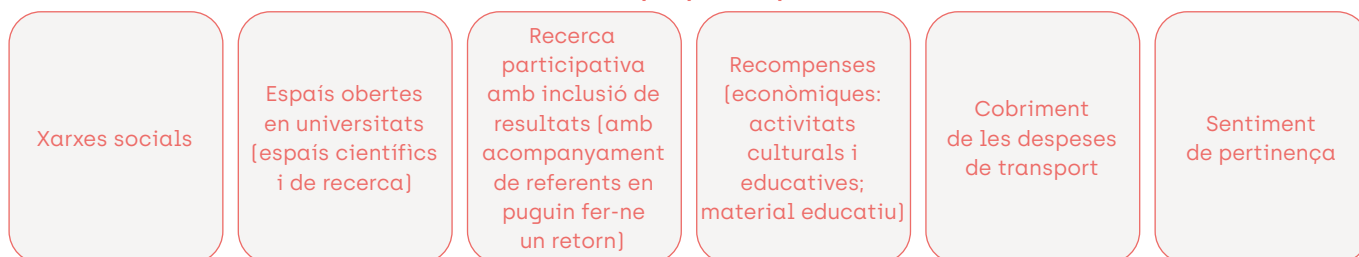 Xarxes socials
Espaís obertes
en universitats
(espaís científics
i de recerca)
Recerca
participativa
amb inclusió de
resultats (amb
acompanyament
de referents en
puguin fer-ne
un retorn)
Recompenses
(econòmiques:
activitats
culturals i
educatives;
material educatiu)
Cobriment
de les despeses
de transport
Sentiment
de pertinença